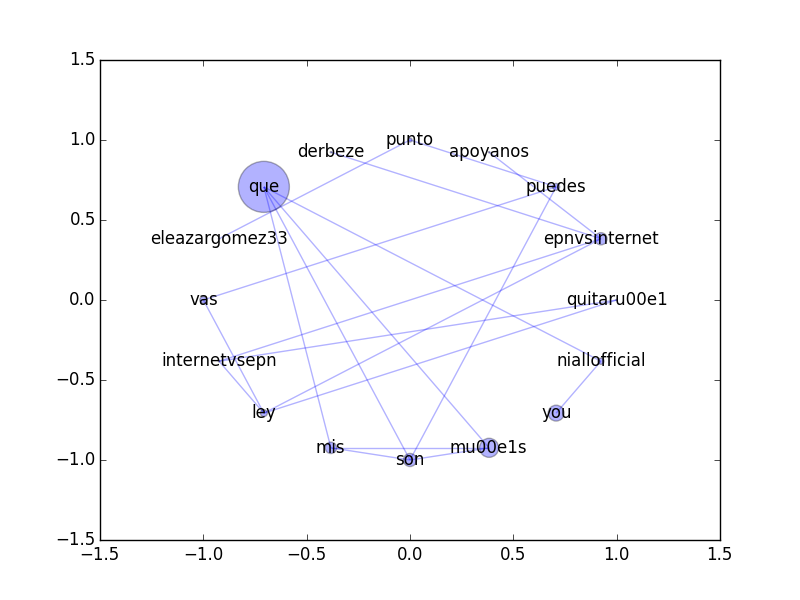 1.5
1.0
0.5
0.0
−0.5
−1.0
−1.5
punto
derbeze
apoyanos
que
puedes
eleazargomez33
epnvsinternet
vas
quitaru00e1
internetvsepn
niallofficial
ley
you
mis
mu00e1s
son
−1.5
−1.0
−0.5
0.0
0.5
1.0
1.5